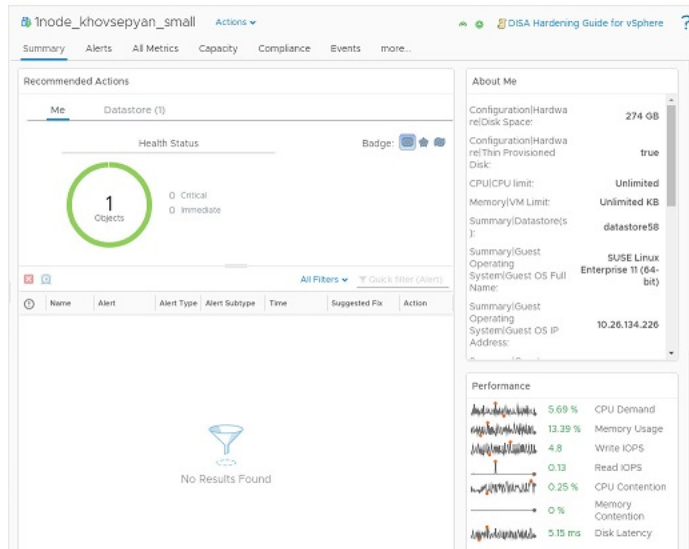 1node_khovsepyan_small
Actions
DISA Hardening Guide for vSphere
?
Summary
Alerts
All Metrics
Capacity
Compliance
Events
more...
Recommended Actions
Me
Datastore (1)
Health Status
Badge:
1
Objects
0 Critical
0 Immediate
All Filters
Quick filter (Alert)
Name
Alert
Alert Type
Alert Subtype
Time
Suggested Fix
Action
No Results Found
About Me
Configuration|Hardwa
re|Disk Space:
274 GB
Configuration|Hardwa
re|Thin Provisioned
Disk:
true
CPU|CPU limit:
Unlimited
Memory|VM Limit:
Unlimited KB
Summary|Datastore(s
):
datastore58
Summary|Guest
Operating
System|Guest OS Full
Name:
SUSE Linux
Enterprise 11 (64-
bit)
Summary|Guest
Operating
System|Guest OS IP
Address:
10.26.134.226
Performance
5.69 %
CPU Demand
13.39 %
Memory Usage
4.8
Write IOPS
0.13
Read IOPS
0.25 %
CPU Contention
0 %
Memory
Contention
5.15 ms
Disk Latency